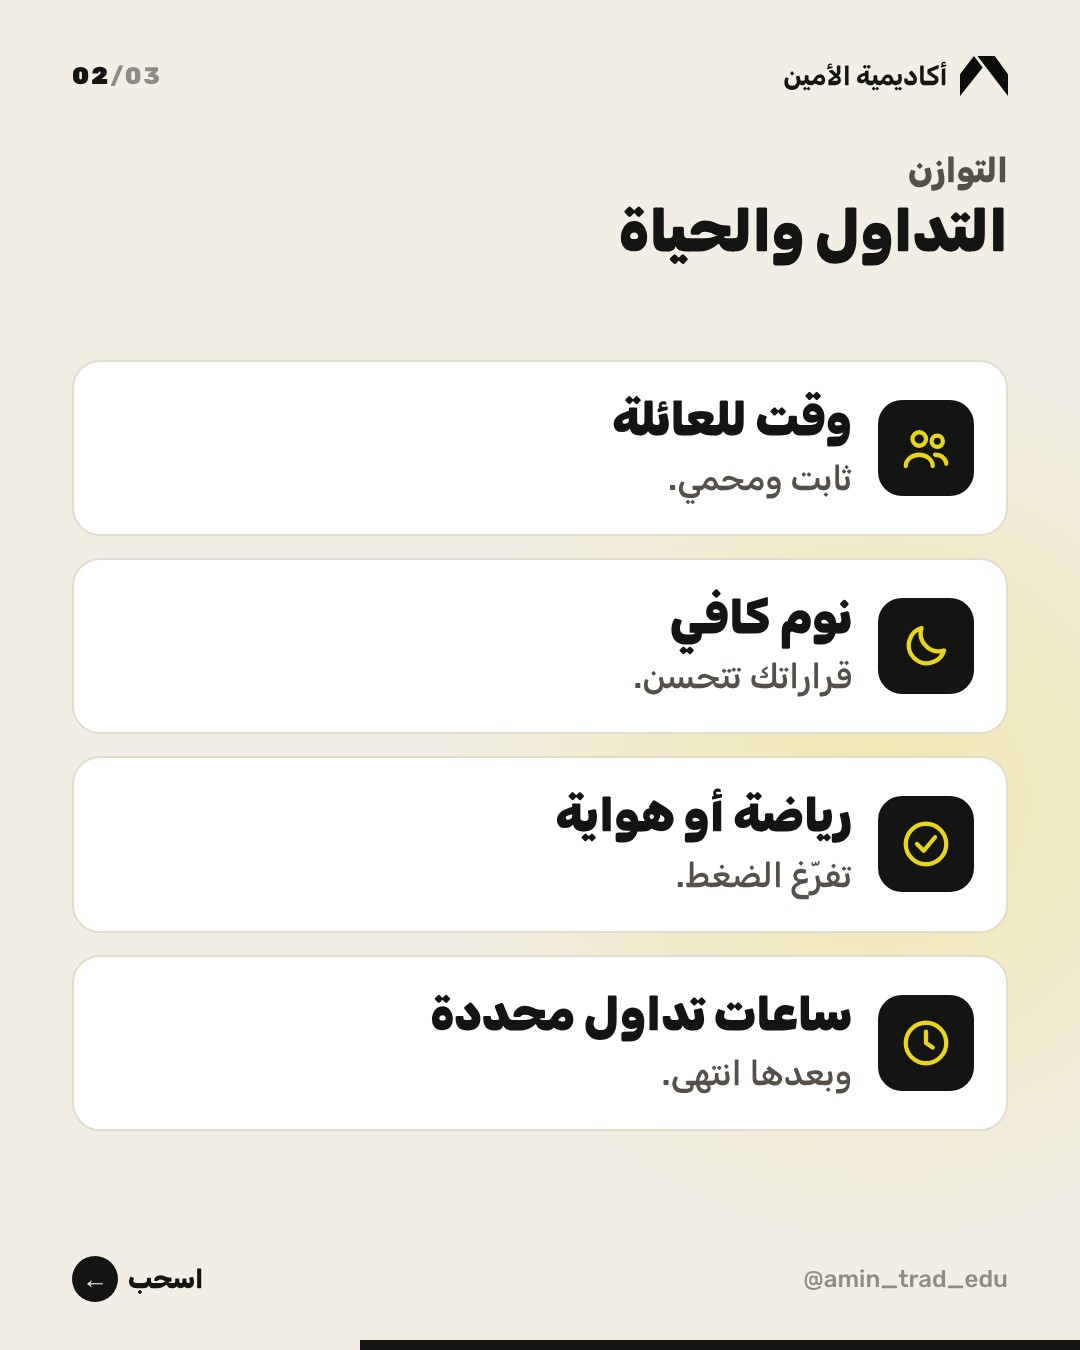 أكاديمية الأمين
02/03
التوازن
التداول والحياة
وقت للعائلة
ثابت ومحمي.
نوم كافي
قراراتك تتحسن.
رياضة أو هواية
تفرّغ الضغط.
ساعات تداول محددة
وبعدها انتهى.
@amin_trad_edu
اسحب ←